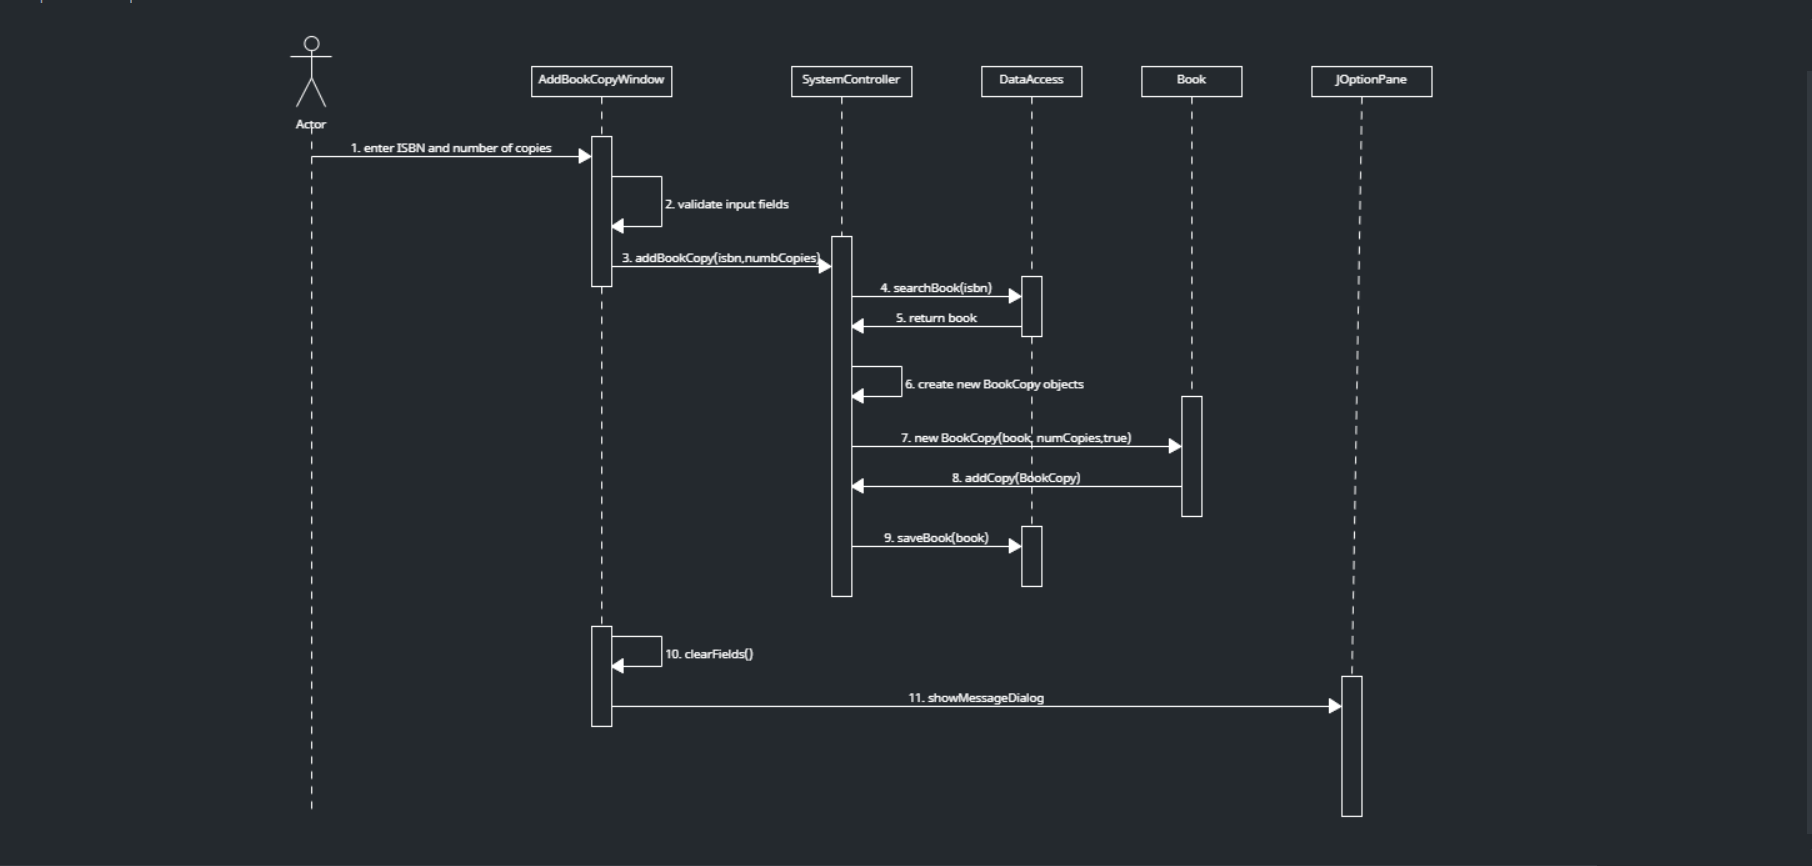 AddBookCopyWindow
SystemController
DataAccess
Book
JOptionPane
Actor
1. enter ISBN and number of copies
2. validate input fields
3. addBookCopy(isbn,numbCopies)
4. searchBook(isbn)
5. return book
6. create new BookCopy objects
7. new BookCopy(book, numCopies,true)
8. addCopy(BookCopy)
9. saveBook(book)
10. clearFields()
11. showMessageDialog